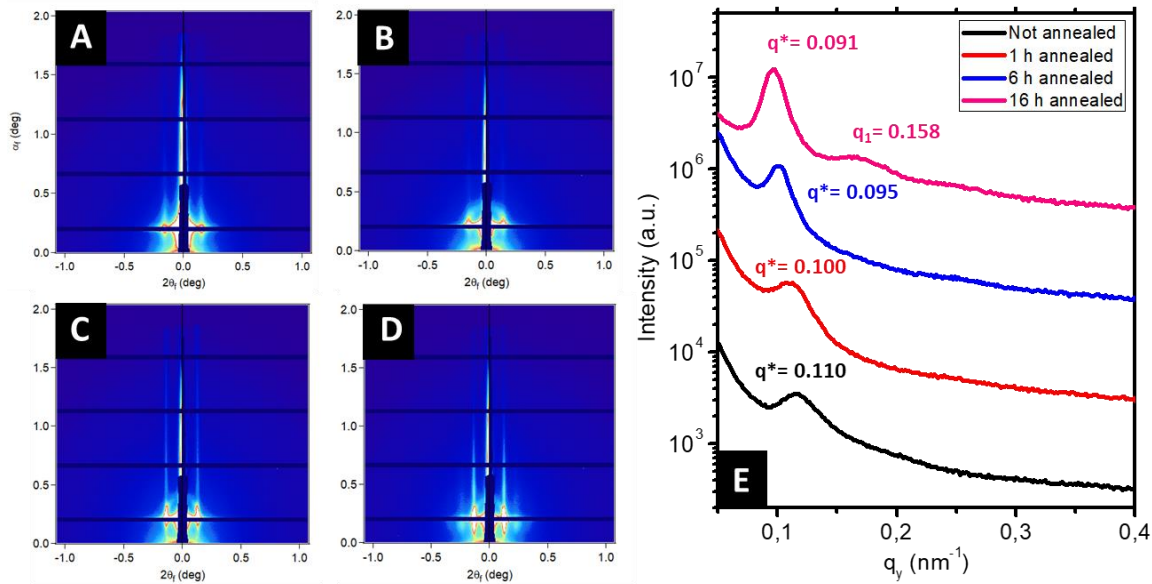 A
2.0
1.5
1.0
0.5
0.0
αf (deg)
-1.0 -0.5 0.0 0.5 1.0
2θf (deg)
B
2.0
1.5
1.0
0.5
0.0
-1.0 -0.5 0.0 0.5 1.0
2θf (deg)
C
2.0
1.5
1.0
0.5
0.0
-1.0 -0.5 0.0 0.5 1.0
2θf (deg)
D
2.0
1.5
1.0
0.5
0.0
-1.0 -0.5 0.0 0.5 1.0
2θf (deg)
Not annealed
1 h annealed
6 h annealed
16 h annealed
q*= 0.091
q1= 0.158
q*= 0.095
q*= 0.100
q*= 0.110
10^7
10^6
10^5
10^4
10^3
Intensity (a.u.)
E
0,1 0,2 0,3 0,4
qy (nm-1)